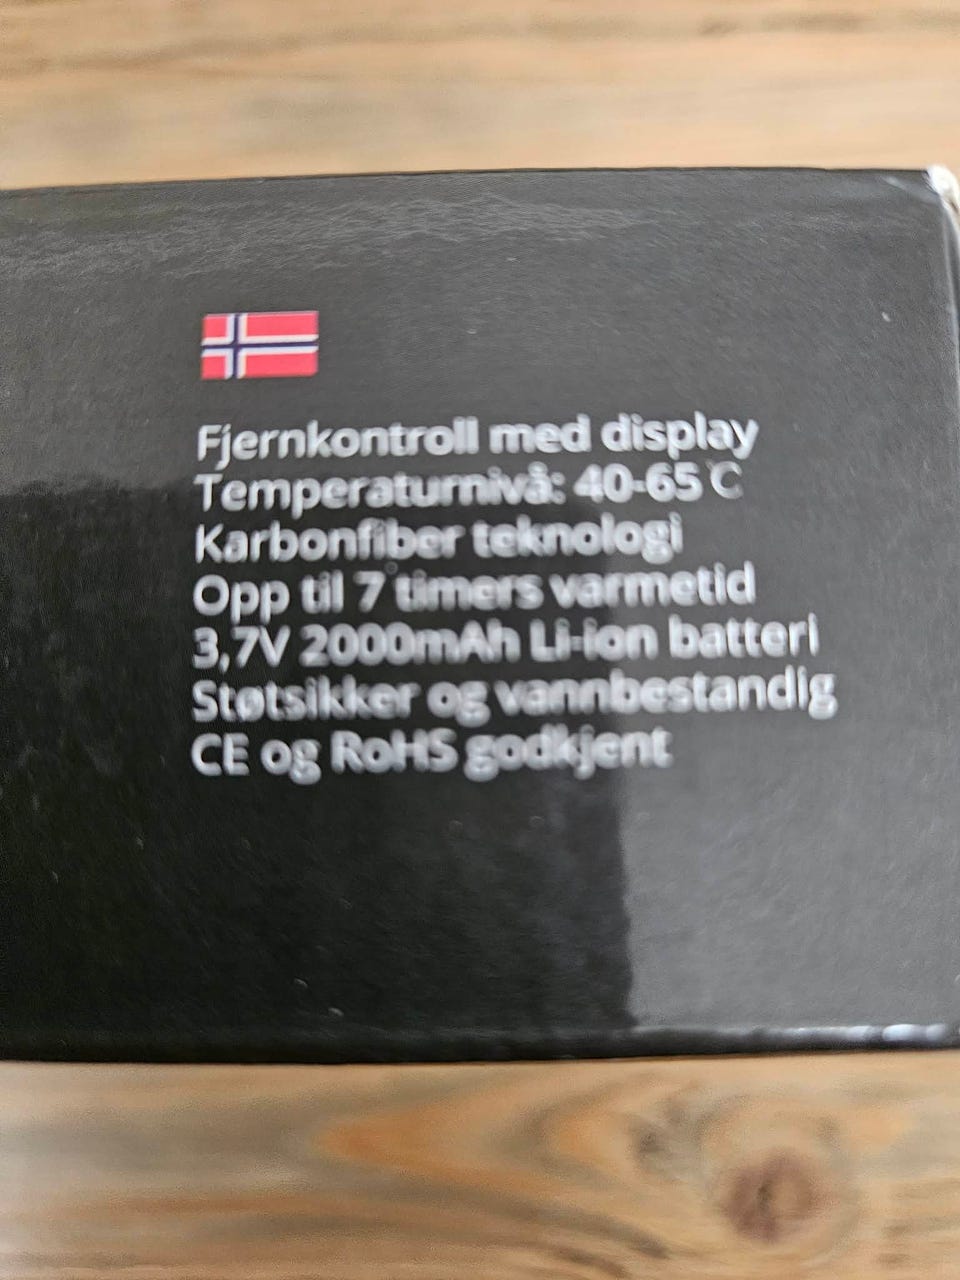 Fjernkontroll med display
Temperaturnivå: 40-65℃
Karbonfiber teknologi
Opp til 7 timers varmetid
3,7V 2000mAh Li-ion batteri
Støtsikker og vannbestandig
CE og RoHS godkjent